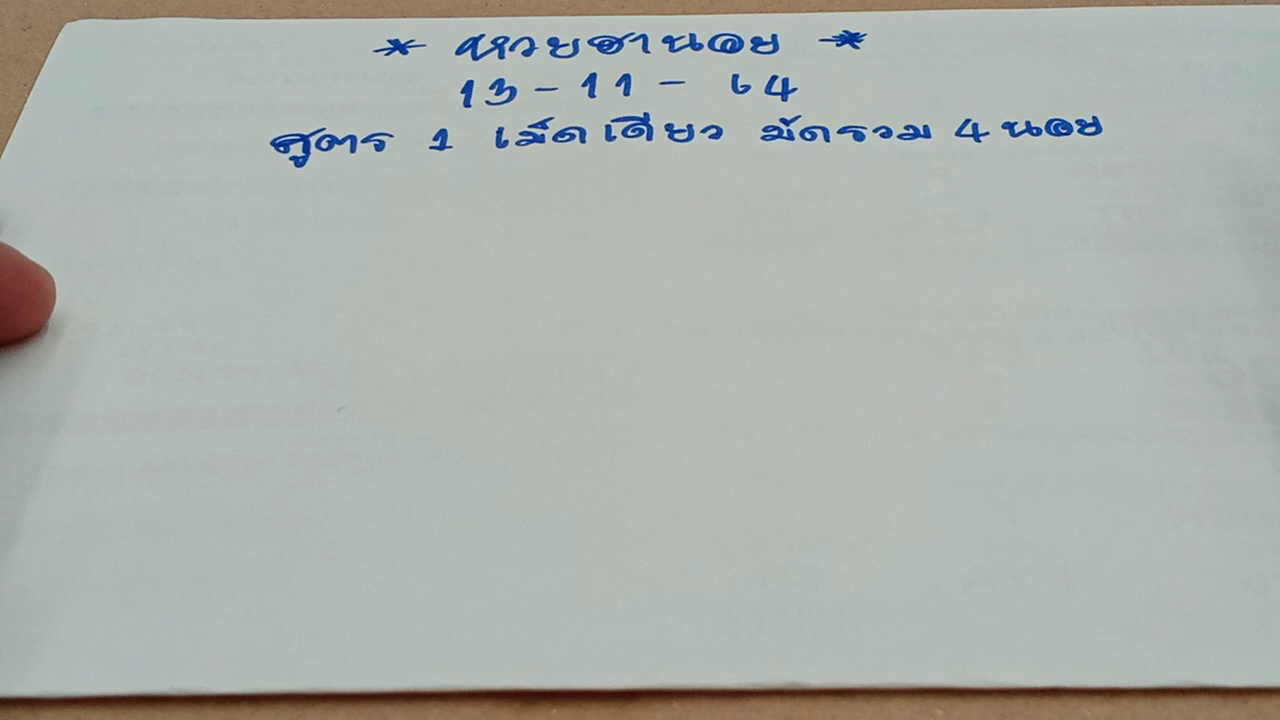 * หวยฮานอย *
13 - 11 - 64
สูตร 1 เม็ดเดียว มัดรวม 4 นอย